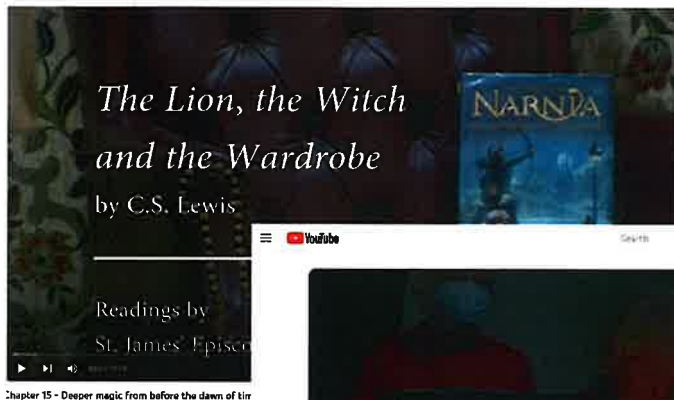 The Lion, the Witch
and the Wardrobe
by C.S. Lewis
NARNIA
YouTube
Search
Readings by
St. James' Episco
Chapter 15 - Deeper magic from before the dawn of tim